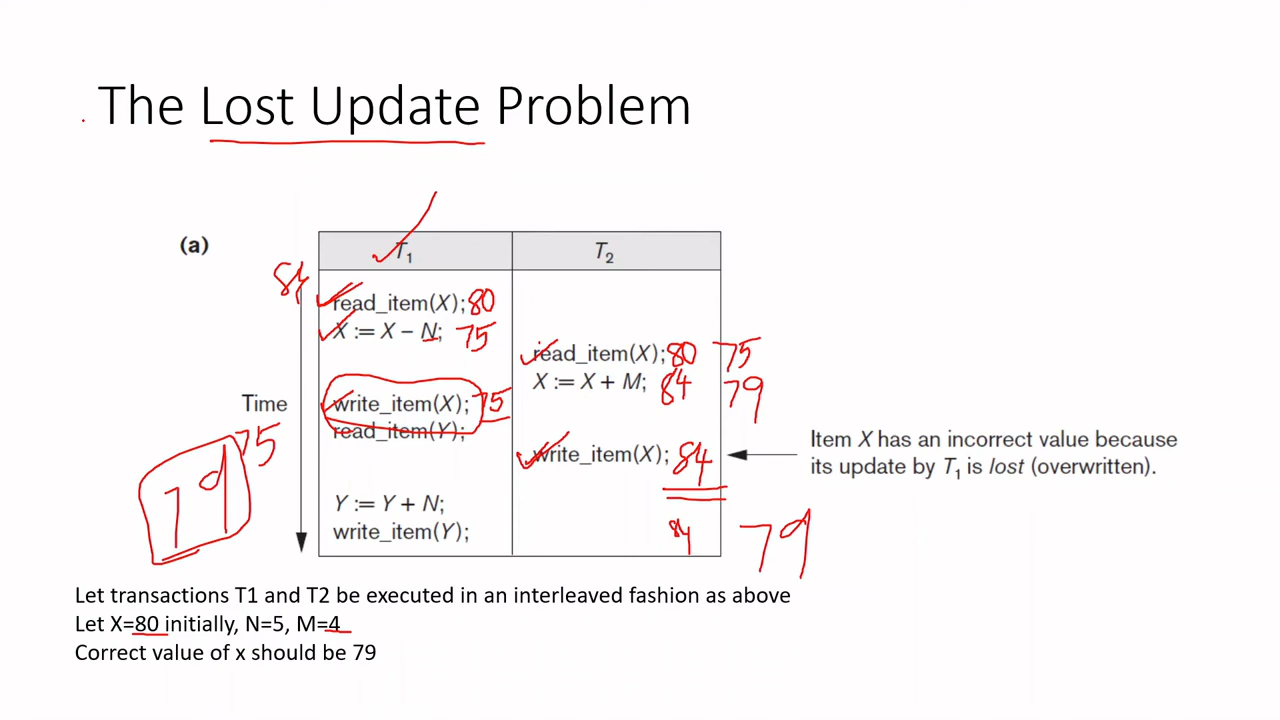 The Lost Update Problem
(a)
T1 T2
84
read_item(X); 80
X := X – N; 75
read_item(X); 80 75
X := X + M; 84 79
Time
write_item(X); 75
read_item(Y);
75
79
write_item(X); 84
Item X has an incorrect value because
its update by T1 is lost (overwritten).
Y := Y + N;
write_item(Y);
84 79
Let transactions T1 and T2 be executed in an interleaved fashion as above
Let X=80 initially, N=5, M=4
Correct value of x should be 79